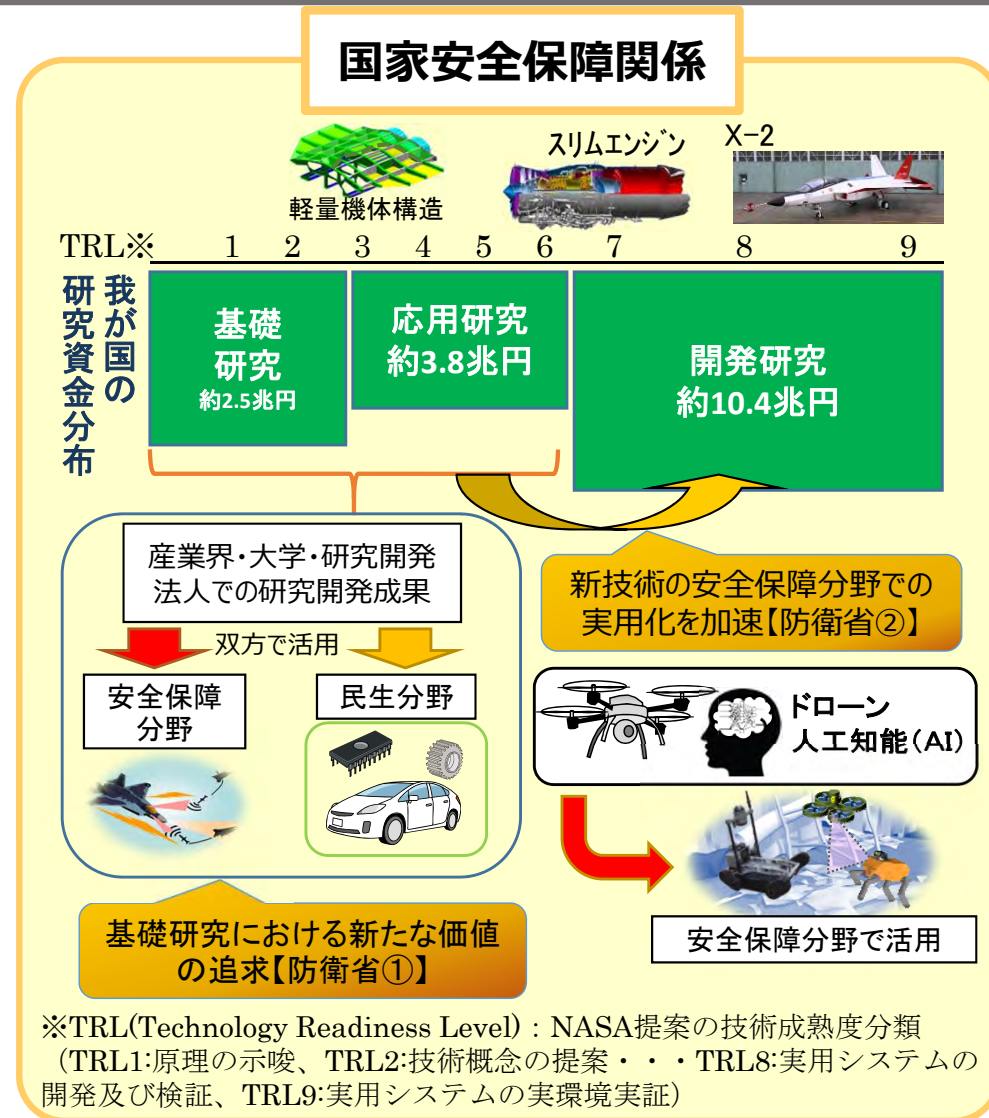 国家安全保障関係
軽量機体構造
スリムエンジン
X-2
TRL※ 1 2 3 4 5 6 7 8 9
我が国の
研究資金分布
基礎
研究
約2.5兆円
応用研究
約3.8兆円
開発研究
約10.4兆円
産業界・大学・研究開発
法人での研究開発成果
双方で活用
安全保障
分野
民生分野
新技術の安全保障分野での
実用化を加速【防衛省②】
ドローン
人工知能(AI)
安全保障分野で活用
基礎研究における新たな価値
の追求【防衛省①】
※TRL(Technology Readiness Level)：NASA提案の技術成熟度分類
（TRL1:原理の示唆、TRL2:技術概念の提案・・・TRL8:実用システムの
開発及び検証、TRL9:実用システムの実環境実証）